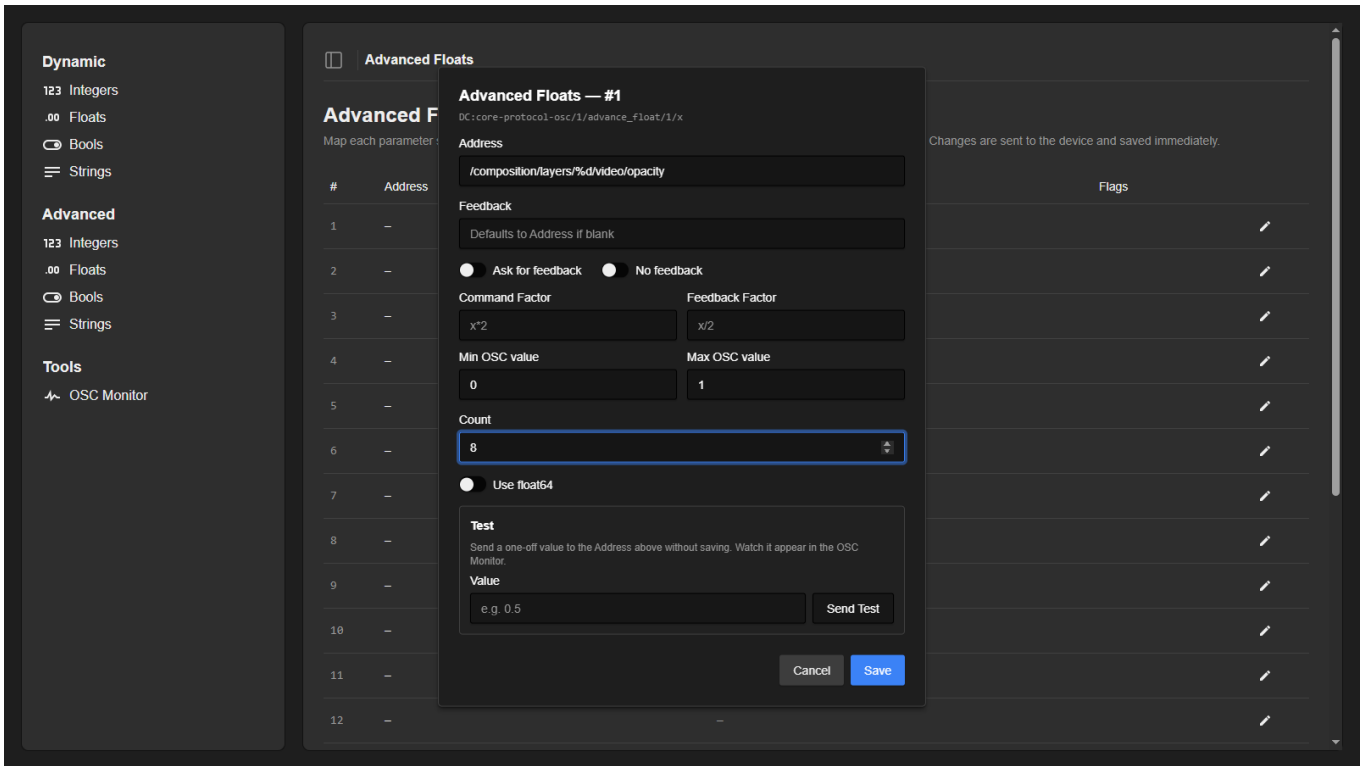 Dynamic
123 Integers
.00 Floats
Bools
Strings
Advanced
123 Integers
.00 Floats
Bools
Strings
Tools
OSC Monitor
Advanced Floats
Advanced F
Map each parameter
Changes are sent to the device and saved immediately.
# Address Flags
1 –
2 –
3 –
4 –
5 –
6 –
7 –
8 –
9 –
10 –
11 –
12 – –
Advanced Floats — #1
DC:core-protocol-osc/1/advance_float/1/x
Address
/composition/layers/%d/video/opacity
Feedback
Defaults to Address if blank
Ask for feedback No feedback
Command Factor Feedback Factor
x*2 x/2
Min OSC value Max OSC value
0 1
Count
8
Use float64
Test
Send a one-off value to the Address above without saving. Watch it appear in the OSC
Monitor.
Value
e.g. 0.5 Send Test
Cancel Save